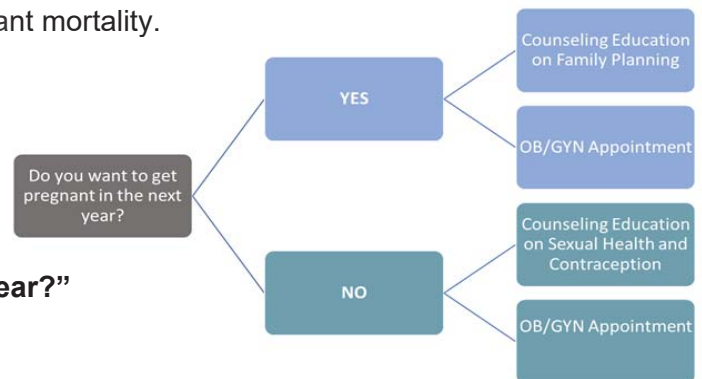 ant mortality.
Do you want to get
pregnant in the next
year?
YES
Counseling Education
on Family Planning
OB/GYN Appointment
NO
Counseling Education
on Sexual Health and
Contraception
OB/GYN Appointment
ear?”